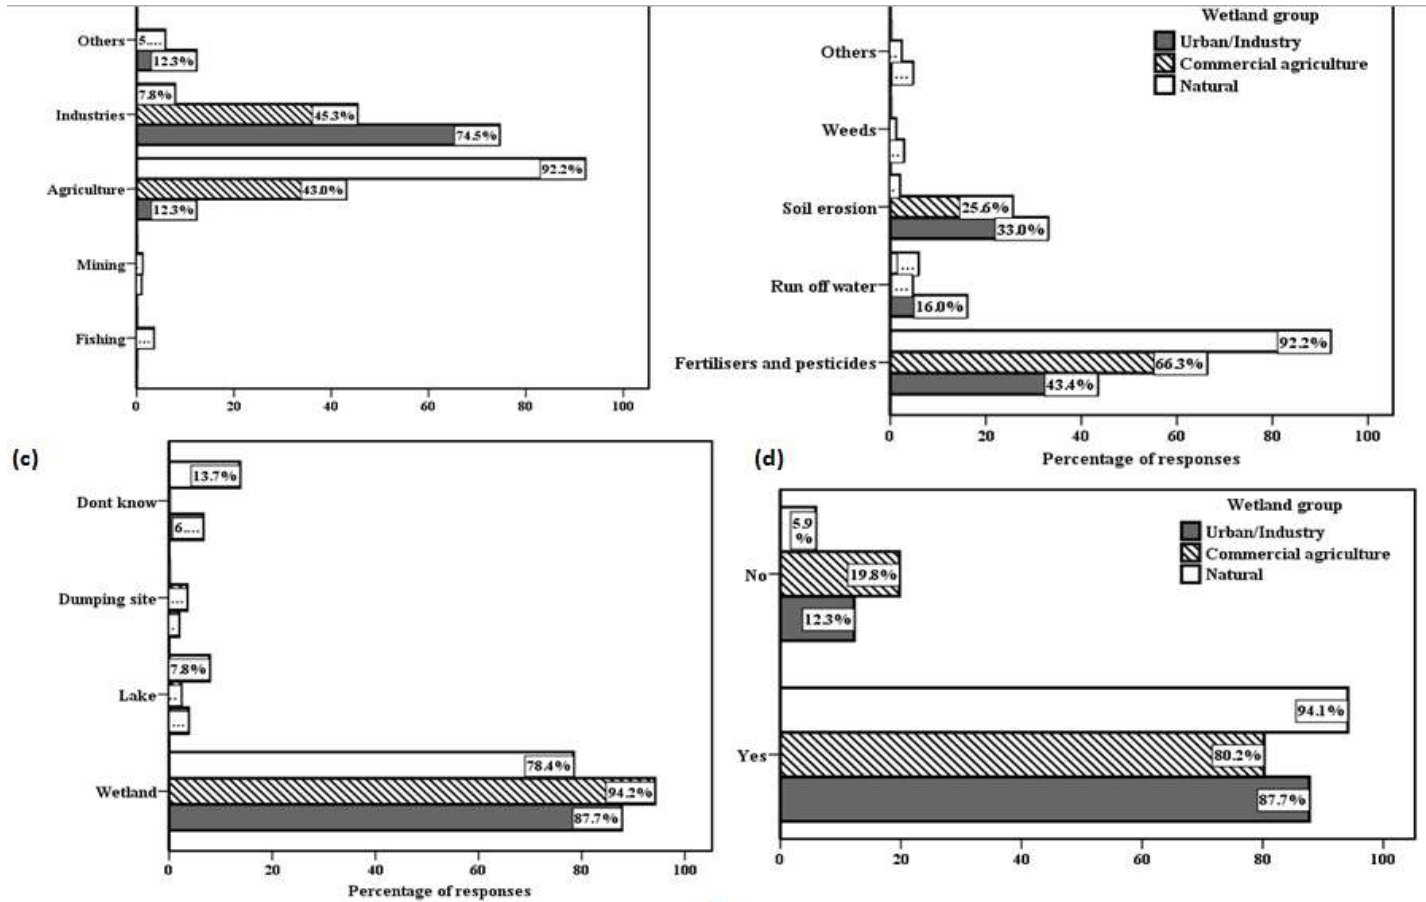 Others
5....
12.3%
7.8%
Industries
45.3%
74.5%
92.2%
Agriculture
43.0%
12.3%
Mining
Fishing
...
0 20 40 60 80 100
Wetland group
Urban/Industry
Commercial agriculture
Natural
Others
..
...
Weeds
..
.
Soil erosion
25.6%
33.0%
...
Run off water
...
16.0%
92.2%
Fertilisers and pesticides
66.3%
43.4%
0 20 40 60 80 100
Percentage of responses
(c)
13.7%
Dont know
6....
Dumping site
...
.
7.8%
Lake
..
...
78.4%
Wetland
94.2%
87.7%
0 20 40 60 80 100
Percentage of responses
(d)
Wetland group
Urban/Industry
Commercial agriculture
Natural
5.9
%
No
19.8%
12.3%
94.1%
Yes
80.2%
87.7%
0 20 40 60 80 100